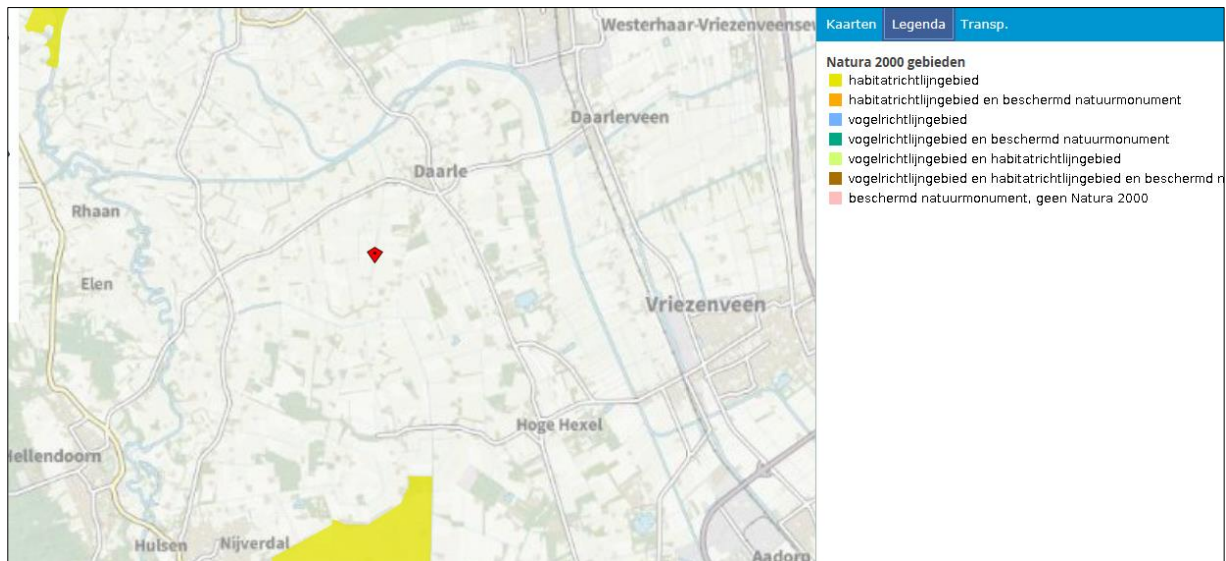 Westerhaar-Vriezenveensew
Daarlerveen
Daarle
Rhaan
Elen
Vriezenveen
Hoge Hexel
Hellendoorn
Hulsen
Nijverdal
Aadorp
Kaarten Legenda Transp.
Natura 2000 gebieden
habitatrichtlijngebied
habitatrichtlijngebied en beschermd natuurmonument
vogelrichtlijngebied
vogelrichtlijngebied en beschermd natuurmonument
vogelrichtlijngebied en habitatrichtlijngebied
vogelrichtlijngebied en habitatrichtlijngebied en beschermd n
beschermd natuurmonument, geen Natura 2000